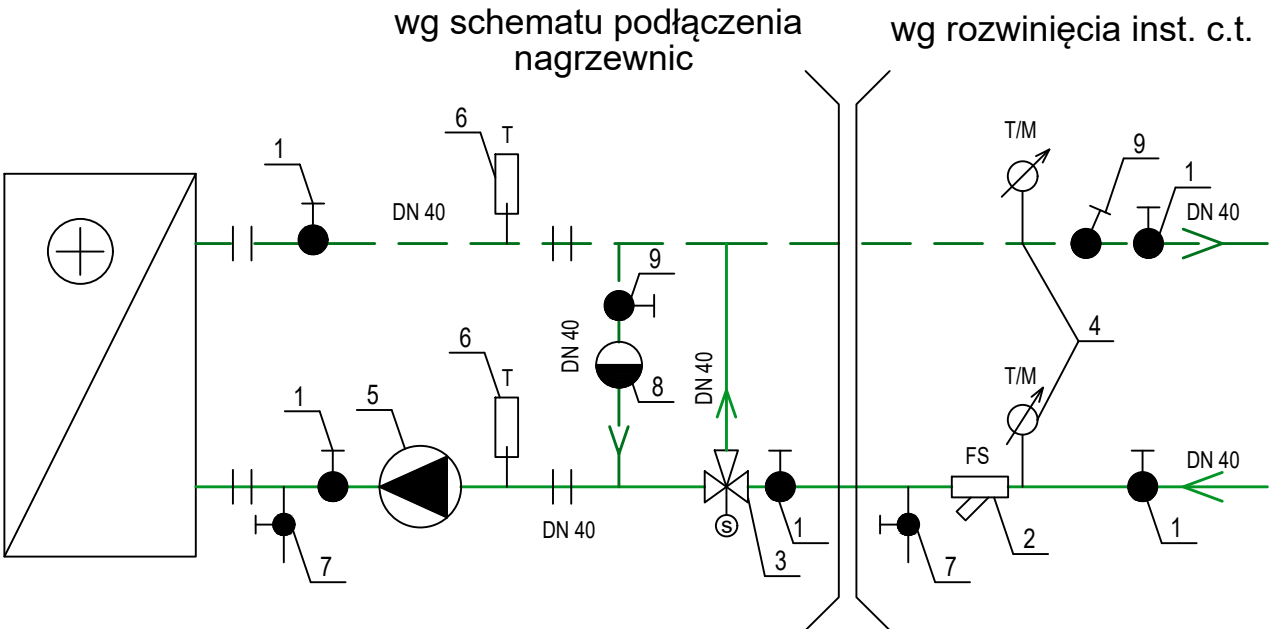 wg schematu podłączenia
nagrzewnic
wg rozwinięcia inst. c.t.
6
T
T/M
9
1
1
DN 40
DN 40
9
DN 40
8
DN 40
4
6
T
T/M
1
5
FS
DN 40
S
DN 40
1
3
7
7
2
1